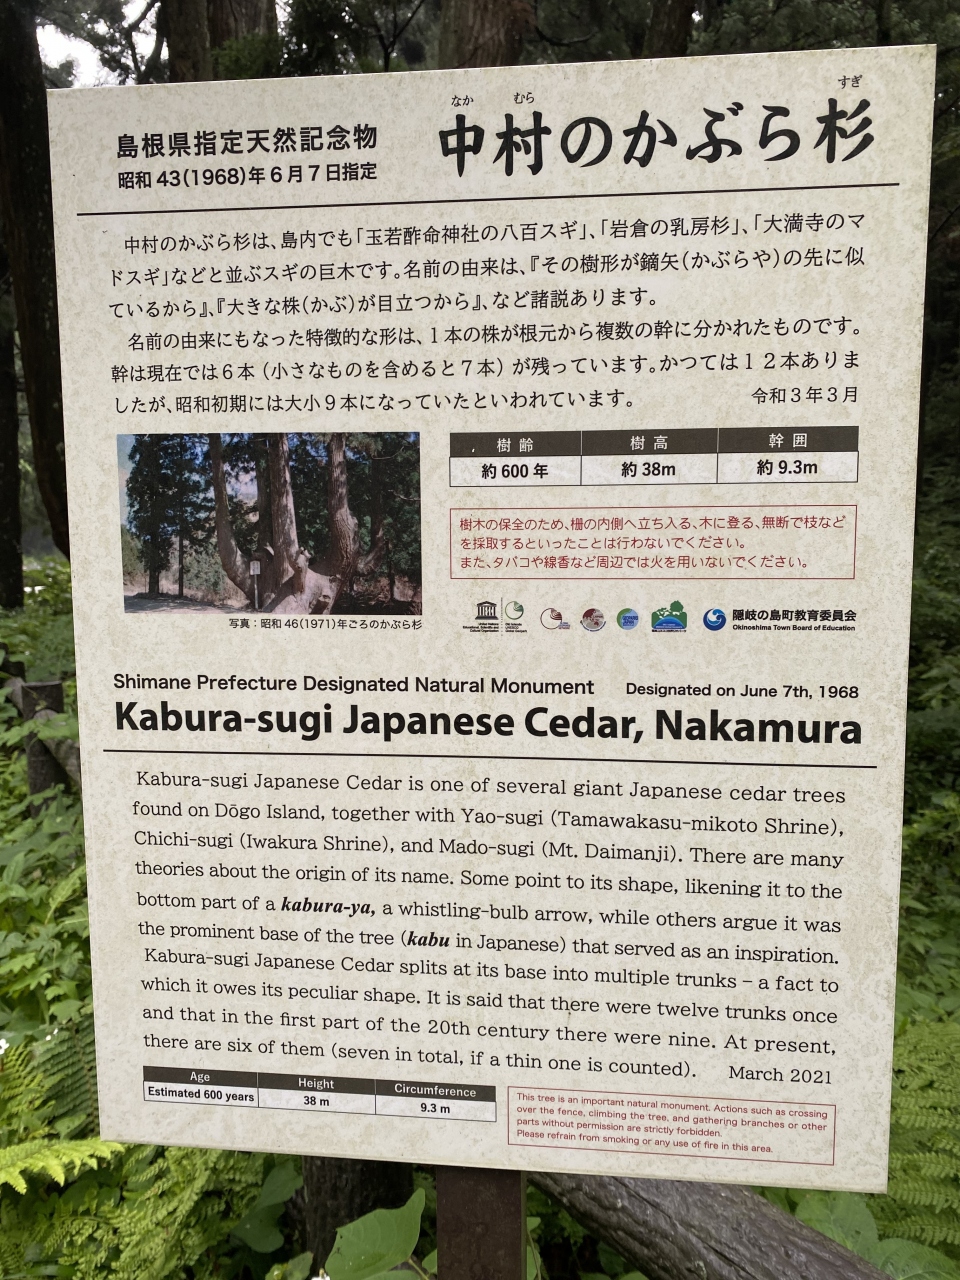 島根県指定天然記念物
昭和43(1968)年6月7日指定
なか むら すぎ
中村のかぶら杉
中村のかぶら杉は、島内でも「玉若酢命神社の八百スギ」、「岩倉の乳房杉」、「大満寺のマ
ドスギ」などと並ぶスギの巨木です。名前の由来は、『その樹形が鏑矢(かぶらや)の先に似
ているから』、『大きな株(かぶ)が目立つから』、など諸説あります。
名前の由来にもなった特徴的な形は、1本の株が根元から複数の幹に分かれたものです。
幹は現在では6本(小さなものを含めると7本)が残っています。かつては12本ありま
したが、昭和初期には大小9本になっていたといわれています。 令和3年3月
樹齢 樹高 幹囲
約600年 約38m 約9.3m
樹木の保全のため、柵の内側へ立ち入る、木に登る、無断で枝など
を採取するといったことは行わないでください。
また、タバコや線香など周辺では火を用いないでください。
写真：昭和46(1971)年ごろのかぶら杉
隠岐の島町教育委員会
Okinoshima Town Board of Education
Shimane Prefecture Designated Natural Monument Designated on June 7th, 1968
Kabura-sugi Japanese Cedar, Nakamura
Kabura-sugi Japanese Cedar is one of several giant Japanese cedar trees
found on Dōgo Island, together with Yao-sugi (Tamawakasu-mikoto Shrine),
Chichi-sugi (Iwakura Shrine), and Mado-sugi (Mt. Daimanji). There are many
theories about the origin of its name. Some point to its shape, likening it to the
bottom part of a kabura-ya, a whistling-bulb arrow, while others argue it was
the prominent base of the tree (kabu in Japanese) that served as an inspiration.
Kabura-sugi Japanese Cedar splits at its base into multiple trunks – a fact to
which it owes its peculiar shape. It is said that there were twelve trunks once
and that in the first part of the 20th century there were nine. At present,
there are six of them (seven in total, if a thin one is counted). March 2021
Age Height Circumference
Estimated 600 years 38 m 9.3 m
This tree is an important natural monument. Actions such as crossing
over the fence, climbing the tree, and gathering branches or other
parts without permission are strictly forbidden.
Please refrain from smoking or any use of fire in this area.